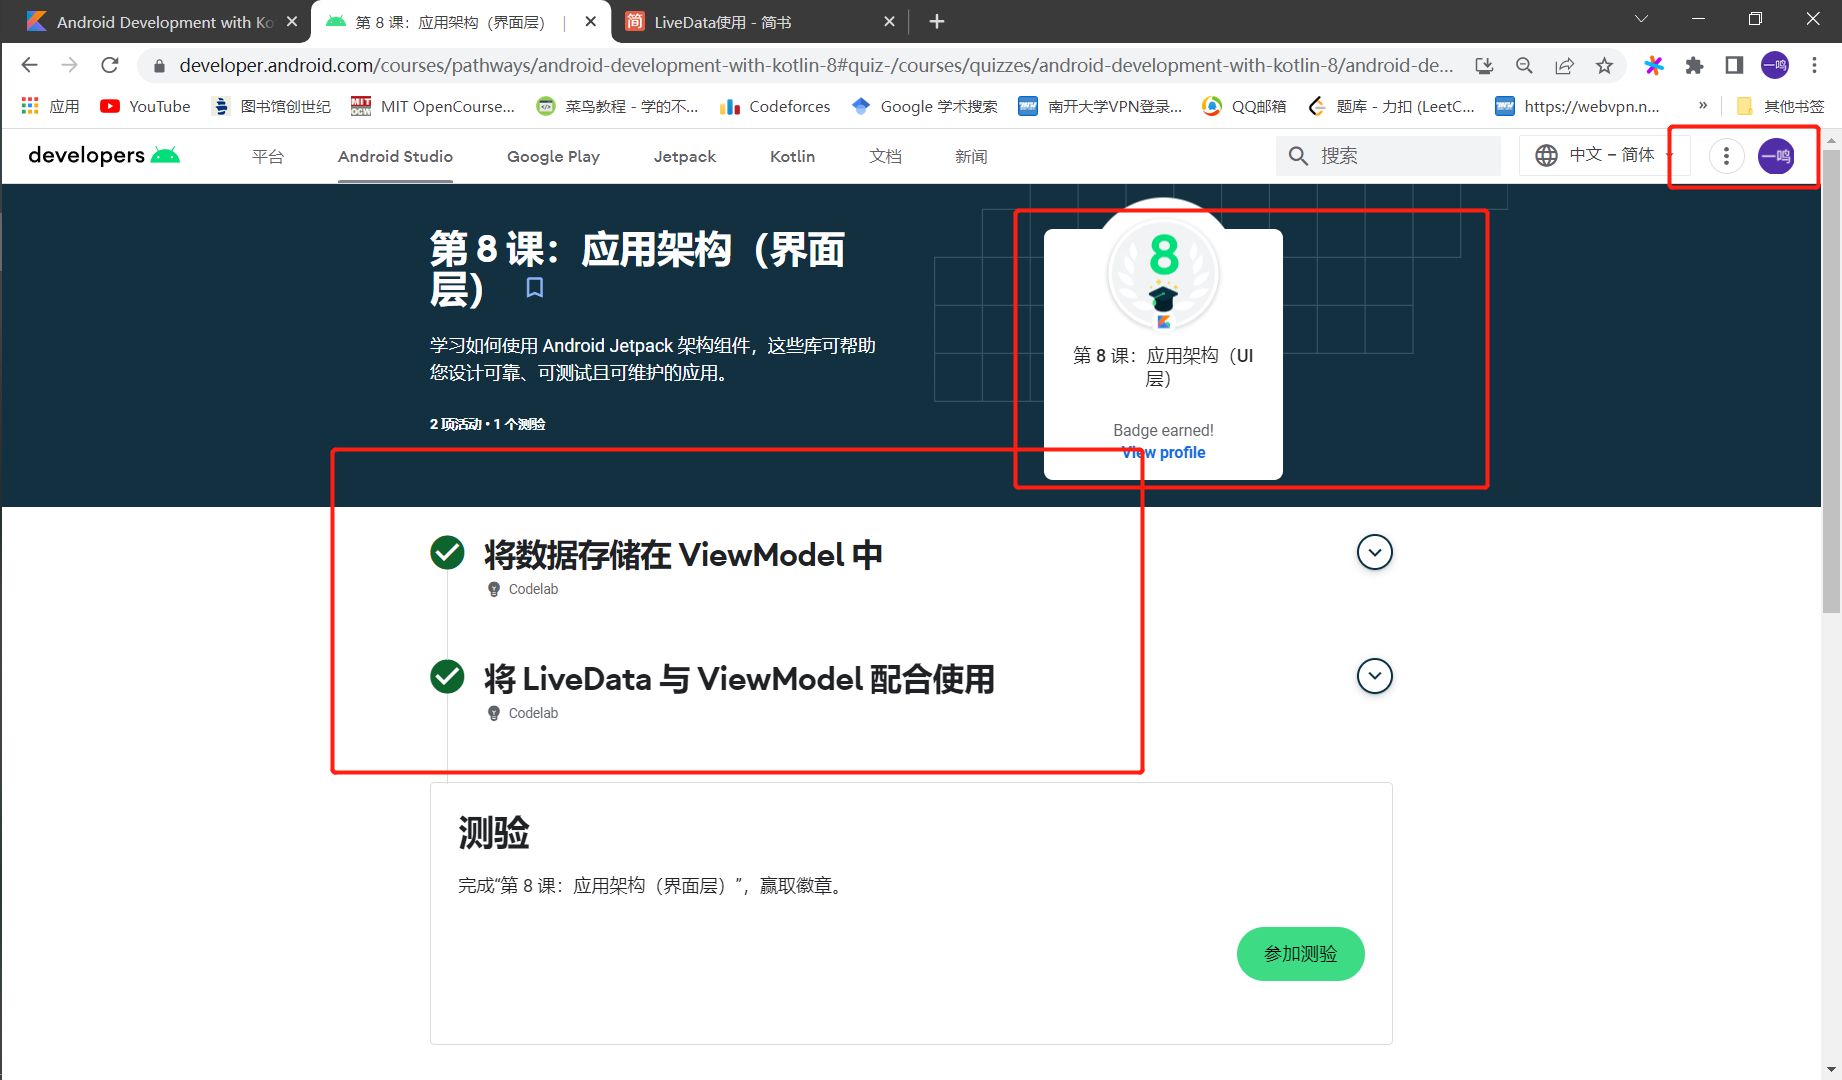 Android Development with Ko
第 8 课：应用架构（界面层） |
简 LiveData使用 - 简书
developer.android.com/courses/pathways/android-development-with-kotlin-8#quiz-/courses/quizzes/android-development-with-kotlin-8/android-de...
一鸣
应用
YouTube
图书馆创世纪
MIT OpenCourse...
菜鸟教程 - 学的不...
Codeforces
Google 学术搜索
南开大学VPN登录...
QQ邮箱
题库 - 力扣 (LeetC...
https://webvpn.n...
»
其他书签
developers
平台
Android Studio
Google Play
Jetpack
Kotlin
文档
新闻
搜索
中文 – 简体
一鸣
第 8 课：应用架构（界面
层）
学习如何使用 Android Jetpack 架构组件，这些库可帮助
您设计可靠、可测试且可维护的应用。
2 项活动 • 1 个测验
8
第 8 课：应用架构（UI
层）
Badge earned!
View profile
将数据存储在 ViewModel 中
Codelab
将 LiveData 与 ViewModel 配合使用
Codelab
测验
完成“第 8 课：应用架构（界面层）”，赢取徽章。
参加测验